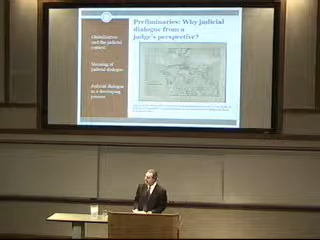 Preliminaries: Why judicial
dialogue from a
judge's perspective?
Globalization
and the judicial
context
Meaning of
judicial dialogue
Judicial dialogue
as a developing
process